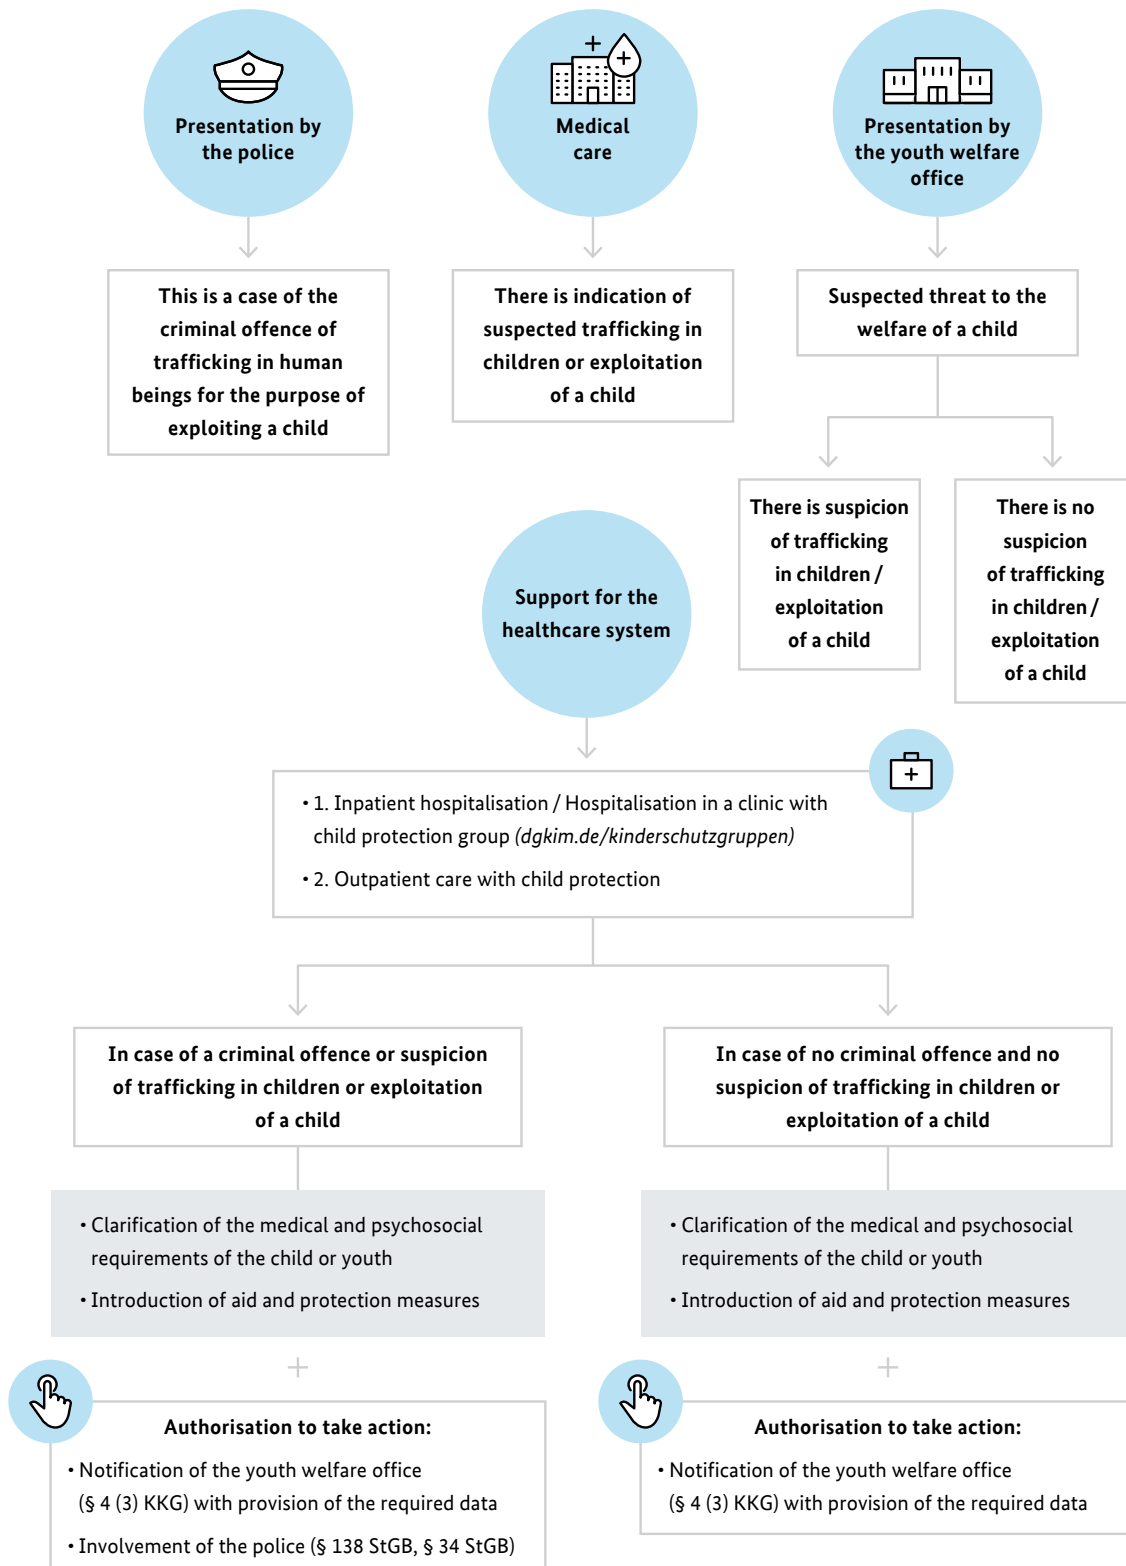 Presentation by
the police
Medical
care
Presentation by
the youth welfare
office
This is a case of the
criminal offence of
trafficking in human
beings for the purpose of
exploiting a child
There is indication of
suspected trafficking in
children or exploitation
of a child
Suspected threat to the
welfare of a child
There is suspicion
of trafficking
in children /
exploitation
of a child
There is no
suspicion
of trafficking
in children /
exploitation
of a child
Support for the
healthcare system
• 1. Inpatient hospitalisation / Hospitalisation in a clinic with
child protection group (dgkim.de/kinderschutzgruppen)
• 2. Outpatient care with child protection
In case of a criminal offence or suspicion
of trafficking in children or exploitation
of a child
In case of no criminal offence and no
suspicion of trafficking in children or
exploitation of a child
• Clarification of the medical and psychosocial
requirements of the child or youth
• Introduction of aid and protection measures
• Clarification of the medical and psychosocial
requirements of the child or youth
• Introduction of aid and protection measures
+
+
Authorisation to take action:
• Notification of the youth welfare office
(§ 4 (3) KKG) with provision of the required data
• Involvement of the police (§ 138 StGB, § 34 StGB)
Authorisation to take action:
• Notification of the youth welfare office
(§ 4 (3) KKG) with provision of the required data